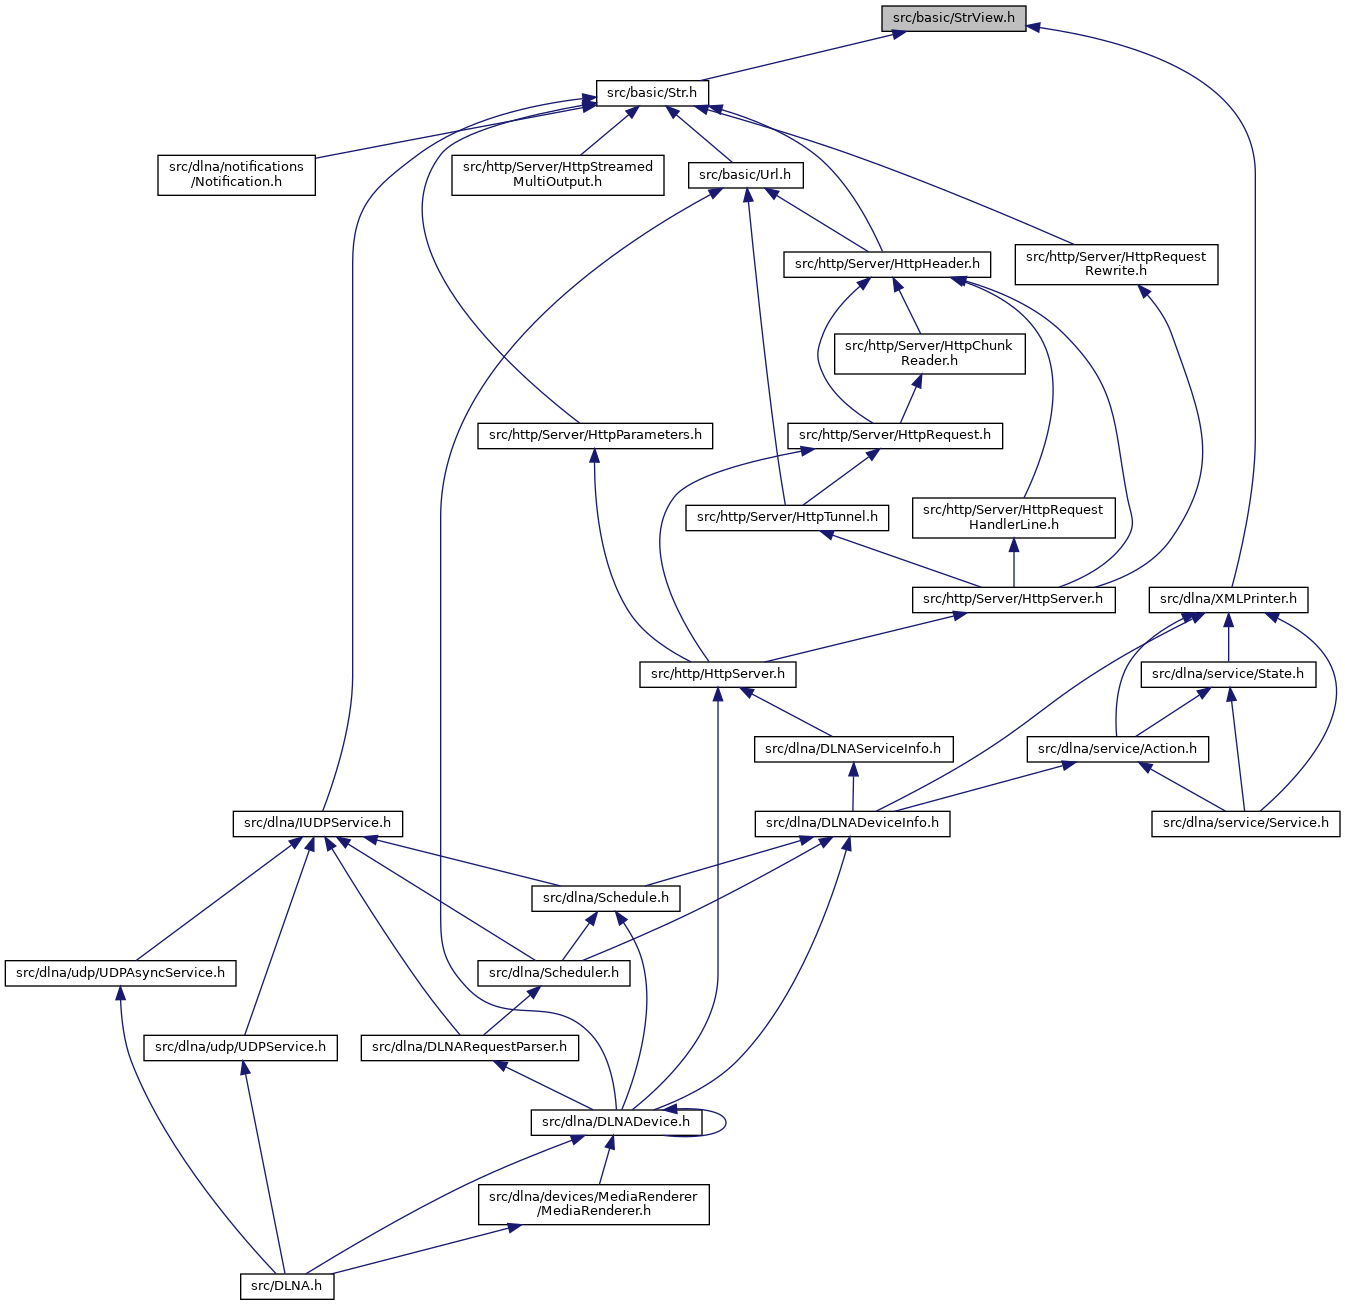 src/basic/StrView.h
src/basic/Str.h
src/dlna/notifications
/Notification.h
src/http/Server/HttpStreamed
MultiOutput.h
src/basic/Url.h
src/http/Server/HttpHeader.h
src/http/Server/HttpRequest
Rewrite.h
src/http/Server/HttpChunk
Reader.h
src/http/Server/HttpParameters.h
src/http/Server/HttpRequest.h
src/http/Server/HttpTunnel.h
src/http/Server/HttpRequest
HandlerLine.h
src/http/Server/HttpServer.h
src/dlna/XMLPrinter.h
src/http/HttpServer.h
src/dlna/service/State.h
src/dlna/DLNAServiceInfo.h
src/dlna/service/Action.h
src/dlna/IUDPService.h
src/dlna/DLNADeviceInfo.h
src/dlna/service/Service.h
src/dlna/Schedule.h
src/dlna/udp/UDPAsyncService.h
src/dlna/Scheduler.h
src/dlna/udp/UDPService.h
src/dlna/DLNARequestParser.h
src/dlna/DLNADevice.h
src/dlna/devices/MediaRenderer
/MediaRenderer.h
src/DLNA.h